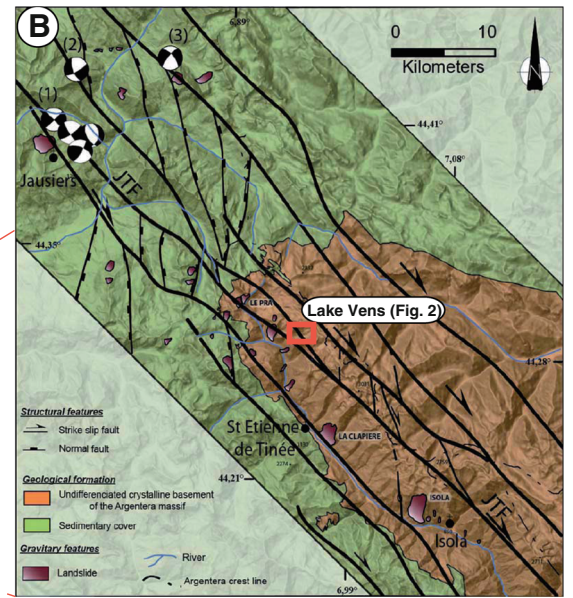 B
6,89
0 10
Kilometers
N
(2)
(3)
(1)
44,41°
7,08°
Jausiers
JTF
44,35°
LE PRA
Lake Vens (Fig. 2)
44,28°
St Etienne
de Tinée
LA CLAPIERE
44,21°
ISOLA
JTF
Isola
6,99°
Structural features
Strike slip fault
Normal fault
Geological formation
Undifferenciated crystalline basement
of the Argentera massif
Sedimentary cover
Gravitary features
Landslide
River
Argentera crest line